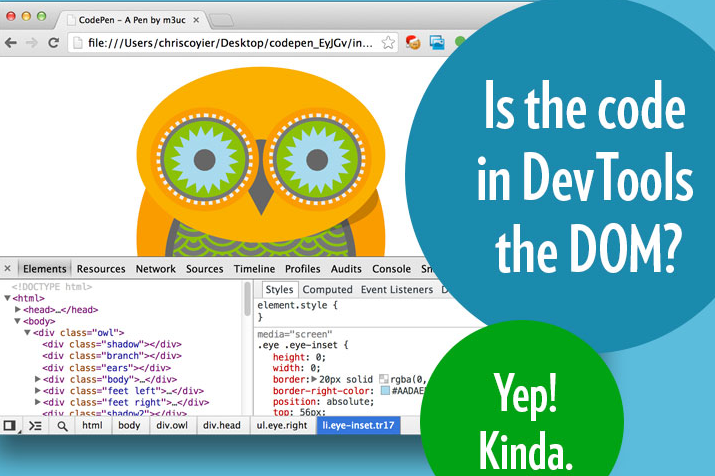 CodePen - A Pen by m3uc
file:///Users/chriscoyier/Desktop/codepen_EyJGv/in...
Is the code
in DevTools
the DOM?
Elements Resources Network Sources Timeline Profiles Audits Console
<!DOCTYPE html>
<html>
<head>…</head>
<body>
<div class="owl">
<div class="shadow"></div>
<div class="branch"></div>
<div class="ears"></div>
<div class="body">…</div>
<div class="feet left">…</div>
<div class="feet right">…</div>
<div class="shadow2"></div>
Styles Computed Event Listeners
element.style {
}
media="screen"
.eye .eye-inset {
height: 0;
width: 0;
border: 20px solid rgba(0,
border-right-color: #AADAE
position: absolute;
top: 56px;
html body div.owl div.head ul.eye.right li.eye-inset.tr17
Yep!
Kinda.